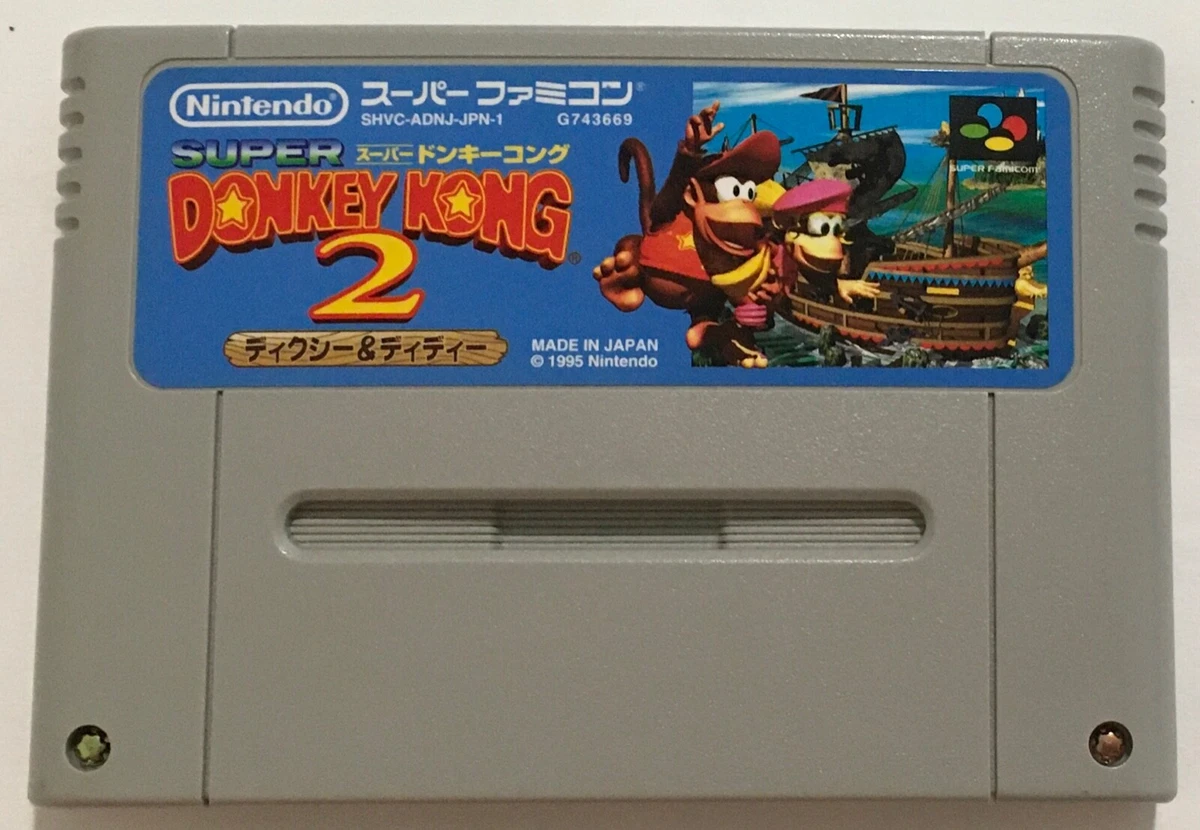 Nintendo® スーパーファミコン®
SHVC-ADNJ-JPN-1 G743669
SUPER スーパードンキーコング
DONKEY KONG®
2
ディクシー&ディディー
MADE IN JAPAN
© 1995 Nintendo
SUPER FAMICOM